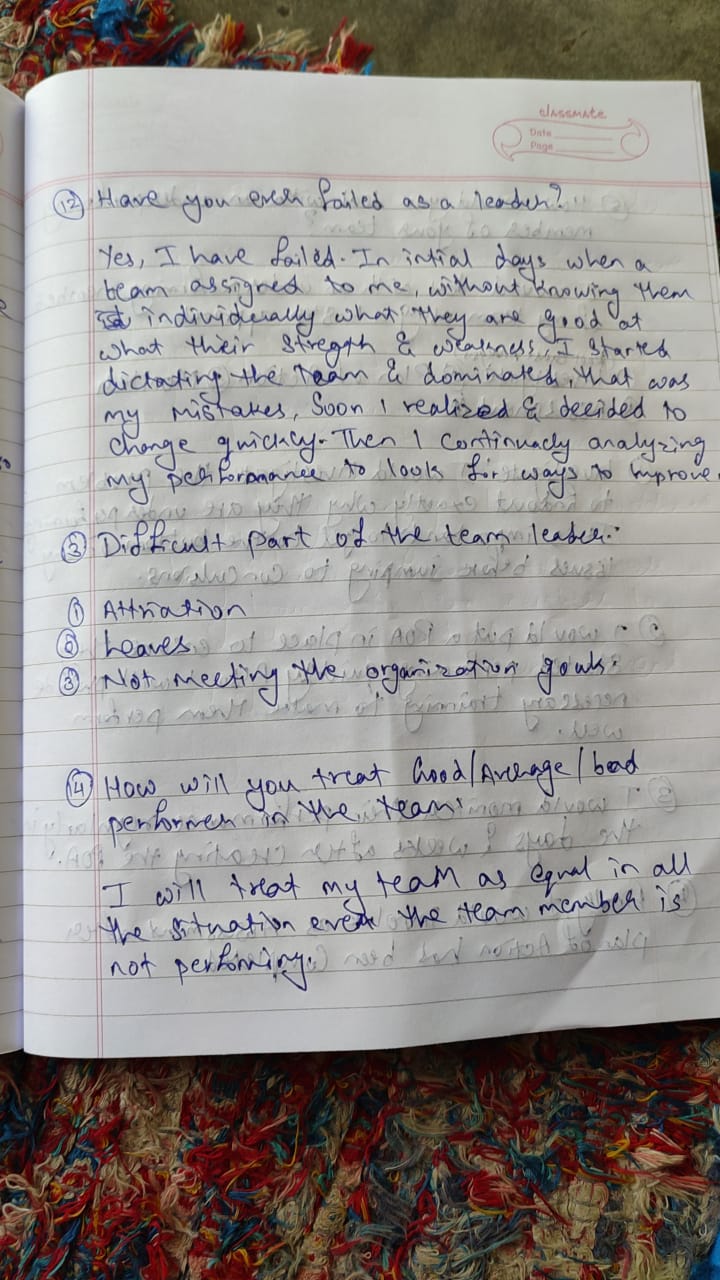 classmate
Date
Page
⑫ Have you ever failed as a leader?
Yes, I have failed. In intial days when a
team assigned to me, without knowing them
individually what they are good at
what their stregth & weakness, I started
dictating the team & dominated, that was
my mistakes, Soon I realized & decided to
change quickly. Then I continuacly analyzing
my performanance to look for ways to improve.
⑬ Difficult part of the team leader:
① Attriation
② Leaves
③ Not meeting the organization goals.
⑭ How will you treat Good/Average/bad
performer in the team.
I will treat my team as equal in all
the situation even the team member is
not perfoming.